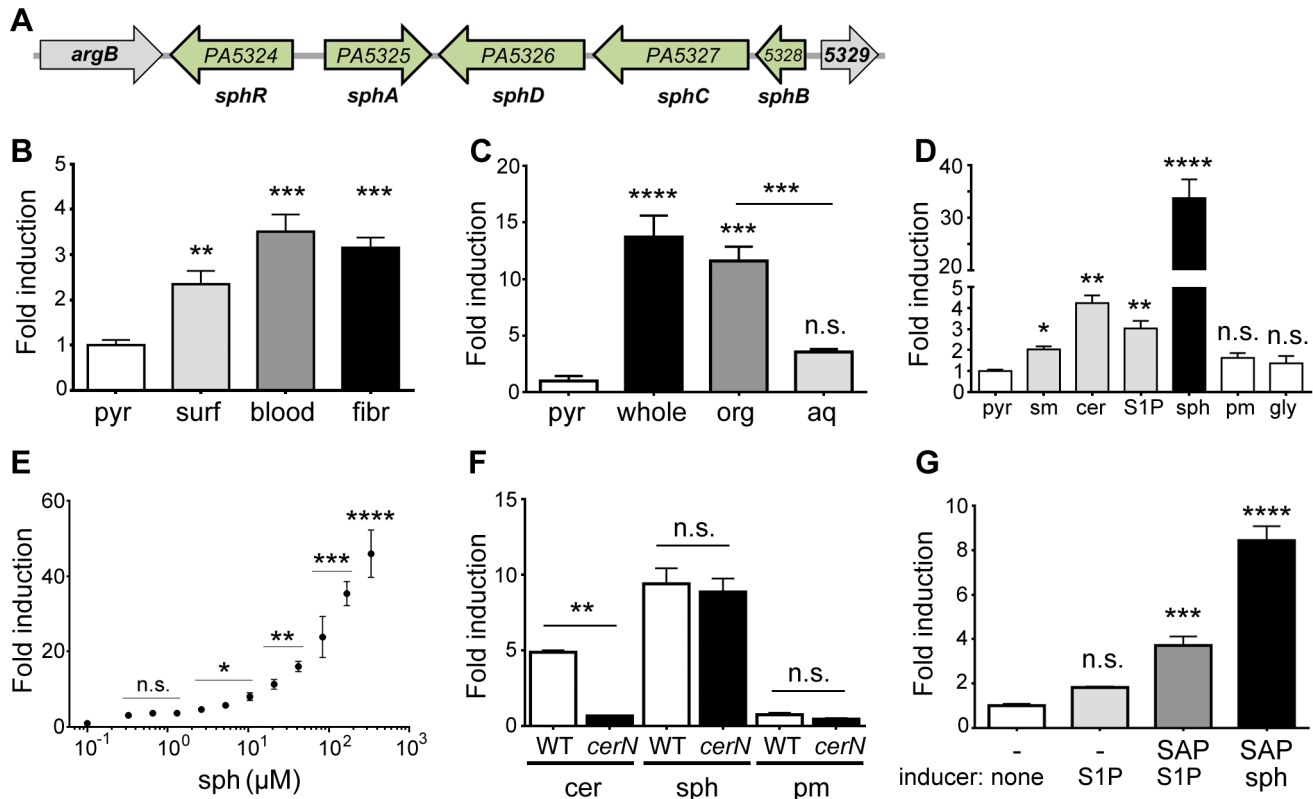 A
argB PA5324 PA5325 PA5326 PA5327 5328 5329
sphR sphA sphD sphC sphB
B
Fold induction
5
4
3
2
1
0
**
***
***
pyr surf blood fibr
C
Fold induction
20
15
10
5
0
****
***
***
n.s.
pyr whole org aq
D
Fold induction
40
30
20
5
4
3
2
1
0
*
**
**
****
n.s. n.s.
pyr sm cer S1P sph pm gly
E
Fold induction
60
40
20
0
n.s.
*
**
***
****
10-1 100 101 102 103
sph (µM)
F
Fold induction
15
10
5
0
**
n.s.
n.s.
WT cerN WT cerN WT cerN
cer sph pm
G
Fold induction
10
8
6
4
2
0
n.s.
***
****
- - SAP SAP
inducer: none S1P S1P sph